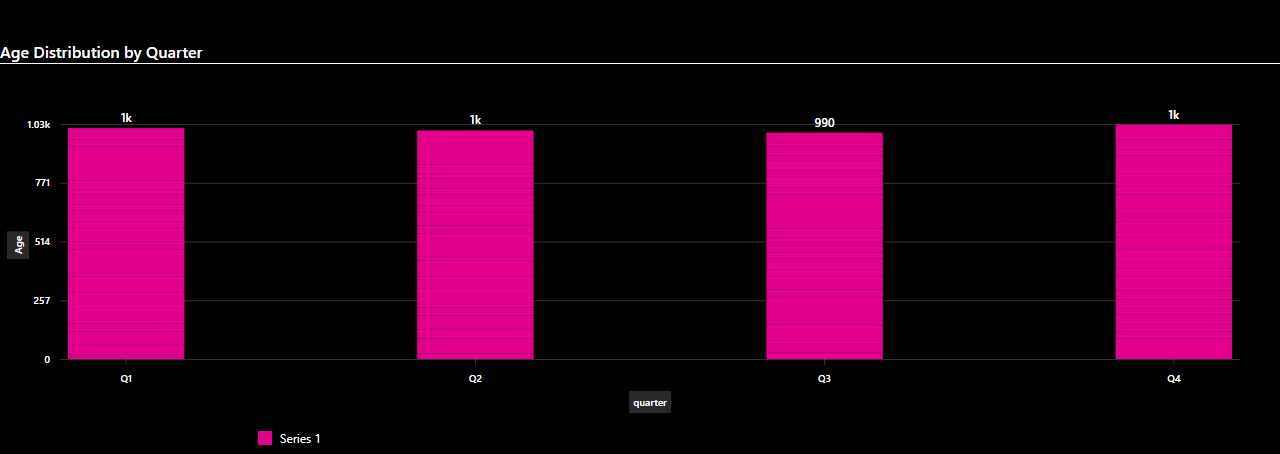 Age Distribution by Quarter
1k
1k
990
1k
1.03k
771
514
257
0
Age
Q1
Q2
Q3
Q4
quarter
Series 1